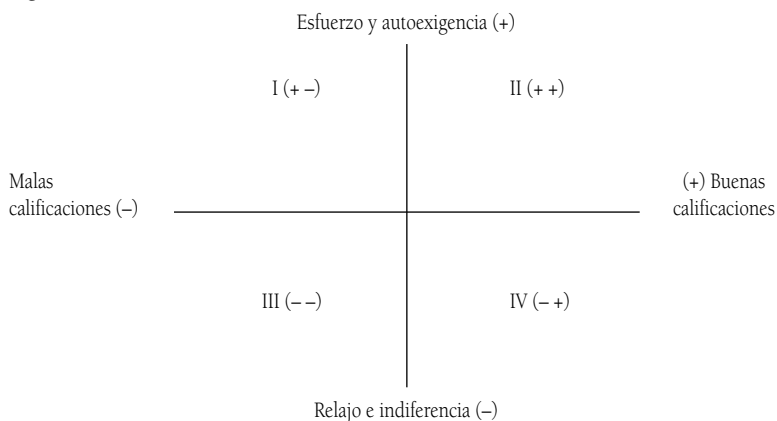 Esfuerzo y autoexigencia (+)
I (+ –)
II (+ +)
Malas
calificaciones (–)
(+) Buenas
calificaciones
III (– –)
IV (– +)
Relajo e indiferencia (–)